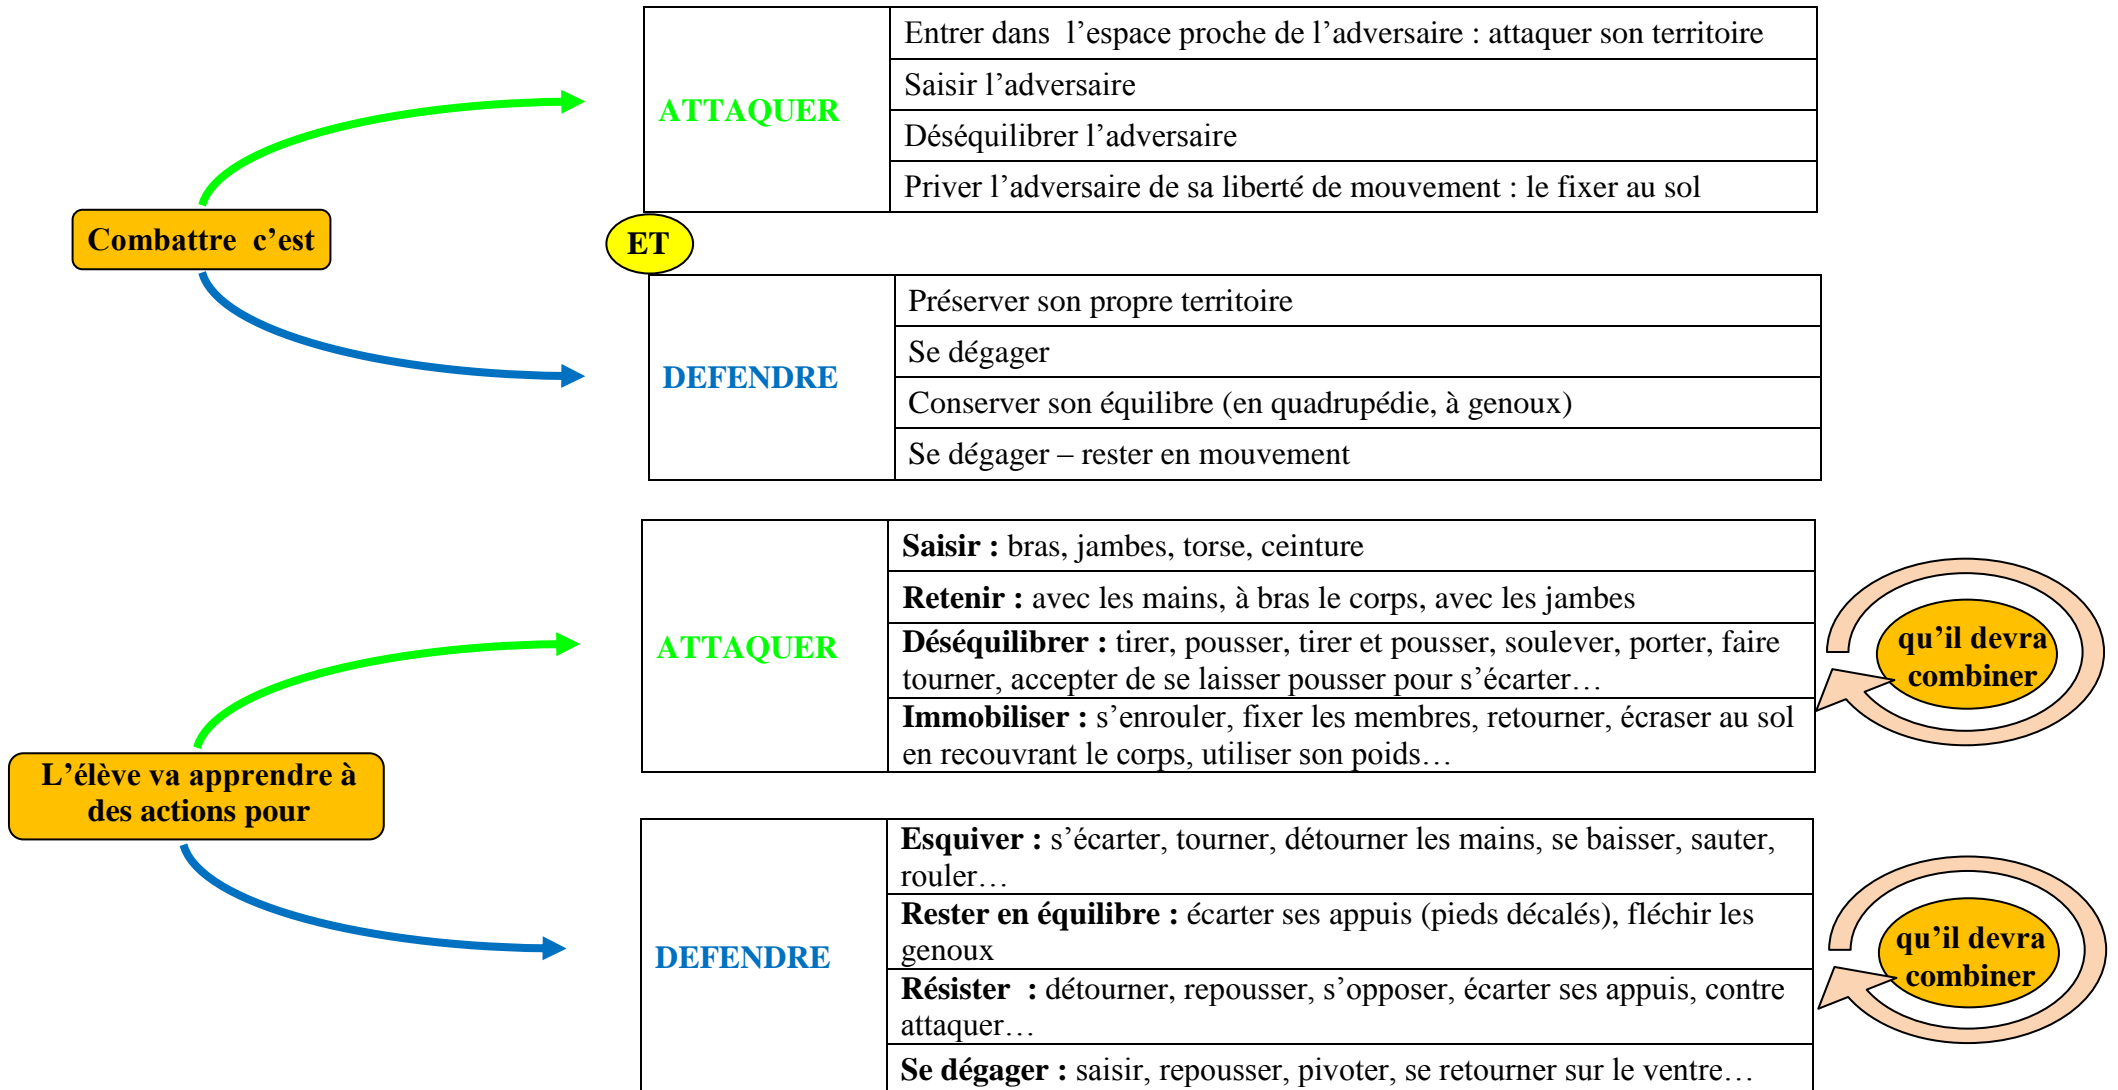 Combattre  c’est
ATTAQUER
Entrer dans  l’espace proche de l’adversaire : attaquer son territoire
Saisir l’adversaire
Déséquilibrer l’adversaire
Priver l’adversaire de sa liberté de mouvement : le fixer au sol
ET
DEFENDRE
Préserver son propre territoire
Se dégager
Conserver son équilibre (en quadrupédie, à genoux)
Se dégager – rester en mouvement
L’élève va apprendre à
des actions pour
ATTAQUER
Saisir : bras, jambes, torse, ceinture
Retenir : avec les mains, à bras le corps, avec les jambes
Déséquilibrer : tirer, pousser, tirer et pousser, soulever, porter, faire
tourner, accepter de se laisser pousser pour s’écarter…
Immobiliser : s’enrouler, fixer les membres, retourner, écraser au sol
en recouvrant le corps, utiliser son poids…
qu’il devra
combiner
DEFENDRE
Esquiver : s’écarter, tourner, détourner les mains, se baisser, sauter,
rouler…
Rester en équilibre : écarter ses appuis (pieds décalés), fléchir les
genoux
Résister  : détourner, repousser, s’opposer, écarter ses appuis, contre
attaquer…
Se dégager : saisir, repousser, pivoter, se retourner sur le ventre…
qu’il devra
combiner